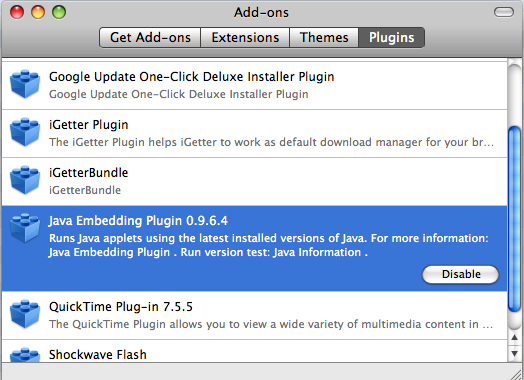 Add-ons
Get Add-ons Extensions Themes Plugins
Google Update One-Click Deluxe Installer Plugin
Google Update One-Click Deluxe Installer Plugin
iGetter Plugin
The iGetter Plugin helps iGetter to work as default download manager for your br...
iGetterBundle
iGetterBundle
Java Embedding Plugin 0.9.6.4
Runs Java applets using the latest installed versions of Java. For more information:
Java Embedding Plugin . Run version test: Java Information .
Disable
QuickTime Plug-in 7.5.5
The QuickTime Plugin allows you to view a wide variety of multimedia content in ...
Shockwave Flash